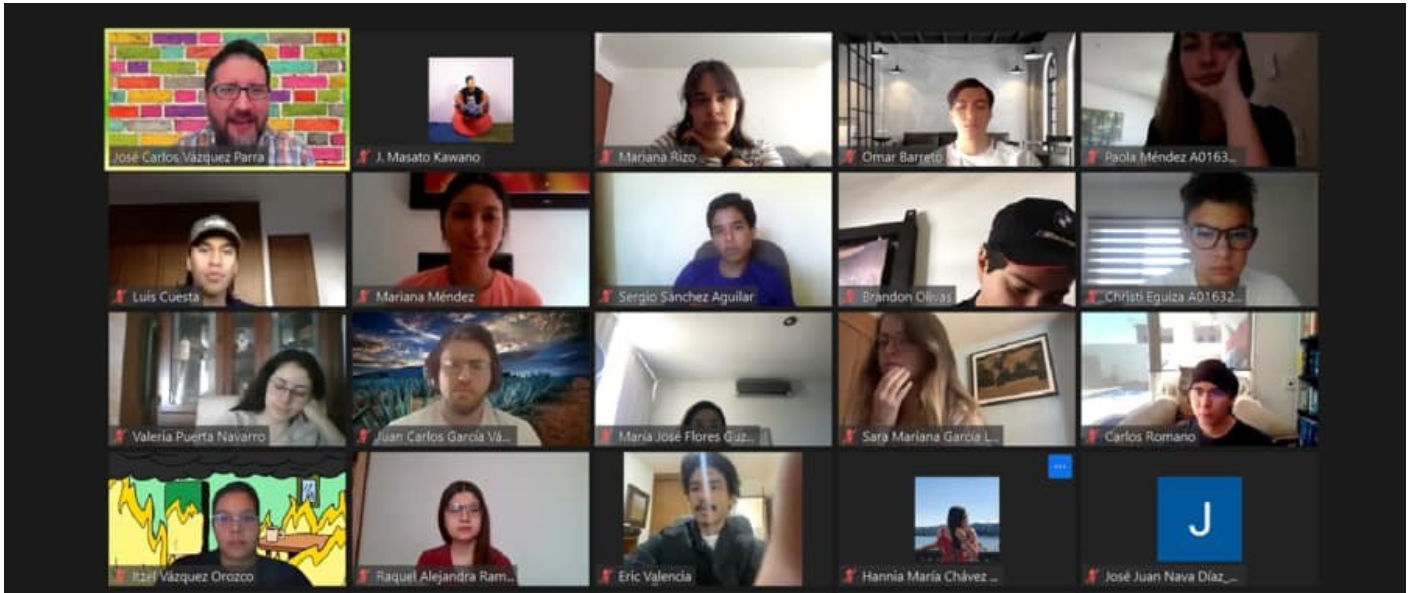 José Carlos Vázquez Parra
J. Masato Kawano
Mariana Rizo
Omar Barreto
Paola Méndez A0163...
Luis Cuesta
Mariana Méndez
Sergio Sánchez Aguilar
Brandon Olivas
Christi Eguiza A01632...
Valeria Puerta Navarro
Juan Carlos García Vá...
María José Flores Guz...
Sara Mariana García L...
Carlos Romano
Itzel Vázquez Orozco
Raquel Alejandra Ram...
Eric Valencia
Hannia María Chávez ...
J
José Juan Nava Díaz_...